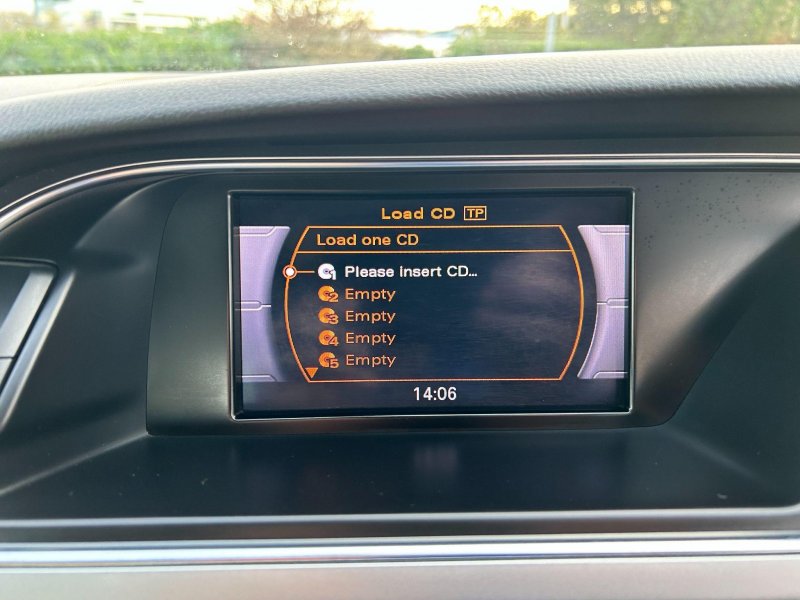 Load CD TP
Load one CD
1 Please insert CD...
2 Empty
3 Empty
4 Empty
5 Empty
14:06